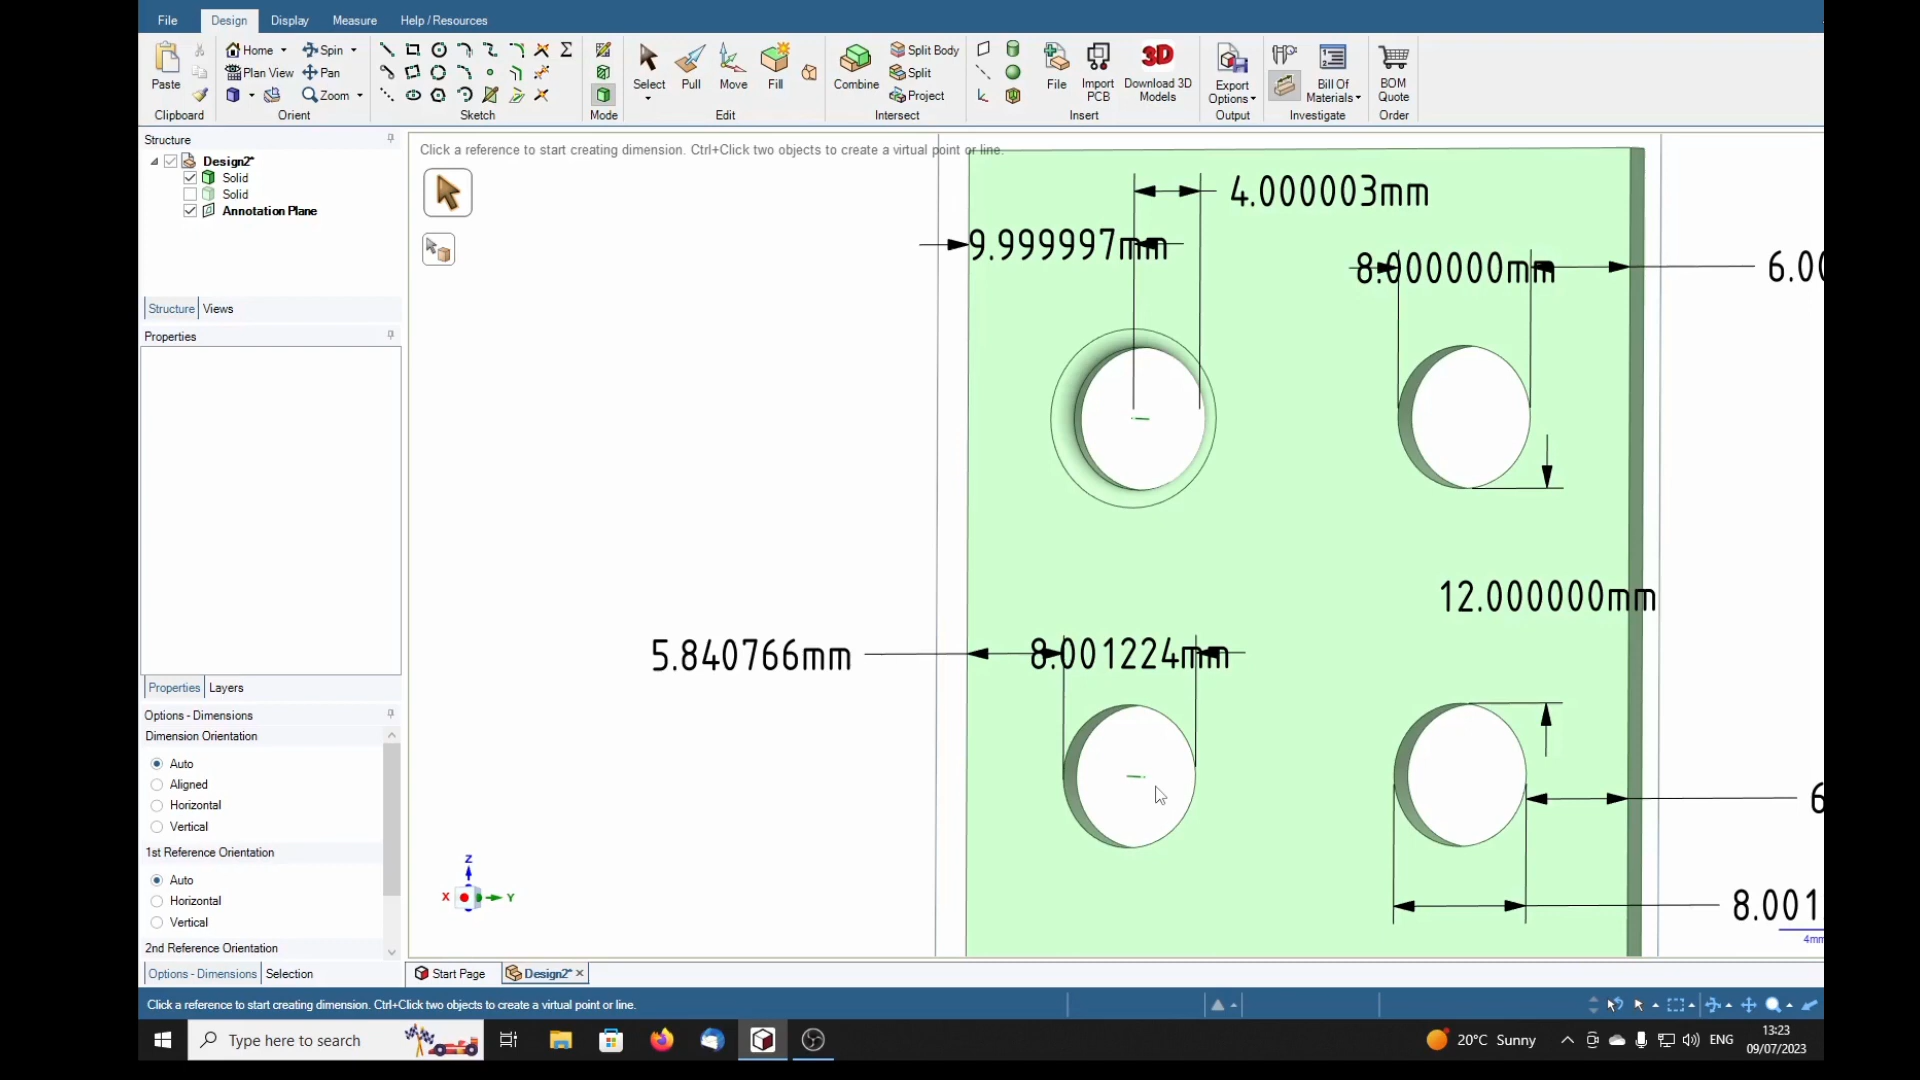 File Design Display Measure Help / Resources
Paste
Clipboard
Home Spin
Plan View Pan
Zoom
Orient
Sketch
Mode
Select Pull Move Fill
Edit
Combine
Split Body
Split
Project
Intersect
File Import PCB Download 3D Models
3D
Insert
Export Options
Output
Bill Of Materials
Investigate
BOM Quote
Order
Structure
Design2*
Solid
Solid
Annotation Plane
Structure Views
Properties
Properties Layers
Options - Dimensions
Dimension Orientation
Auto
Aligned
Horizontal
Vertical
1st Reference Orientation
Auto
Horizontal
Vertical
2nd Reference Orientation
Options - Dimensions Selection
Click a reference to start creating dimension. Ctrl+Click two objects to create a virtual point or line.
4.000003mm
9.999997mm
8.000000mm
6.00
12.000000mm
5.840766mm
8.001224mm
6
8.001
4mm
Z
X
Y
Start Page Design2*
Click a reference to start creating dimension. Ctrl+Click two objects to create a virtual point or line.
Type here to search
20°C Sunny
ENG
13:23
09/07/2023